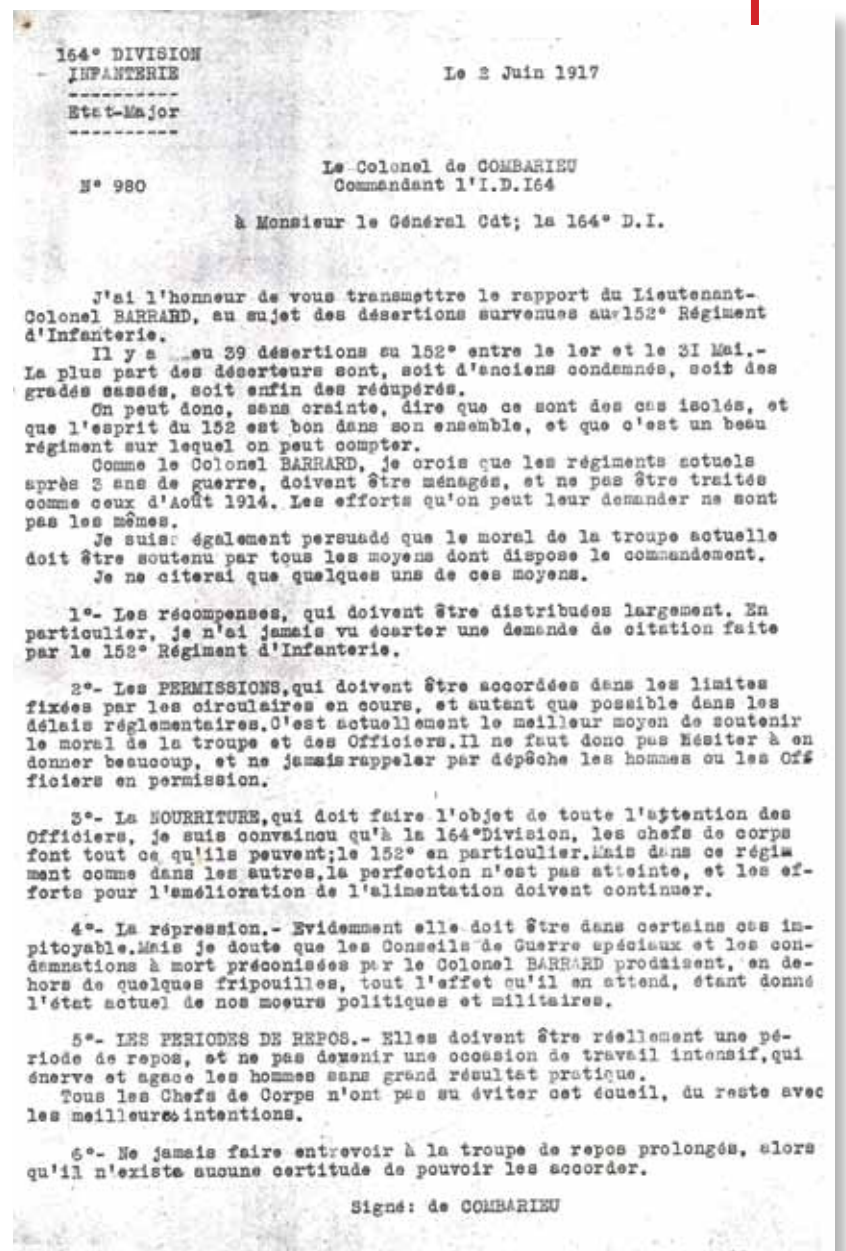 164° DIVISION
INFANTERIE
----------
Etat-Major
----------
Le 2 Juin 1917
N° 980
Le Colonel de COMBARIEU
Commandant l'I.D.I64
à Monsieur le Général Cdt; la 164° D.I.
J'ai l'honneur de vous transmettre le rapport du Lieutenant-
Colonel BARRARD, au sujet des désertions survenues au 152° Régiment
d'Infanterie.
Il y a eu 39 désertions au 152° entre le 1er et le 3I Mai.-
La plus part des déserteurs sont, soit d'anciens condamnés, soit des
gradés cassés, soit enfin des récupérés.
On peut donc, sans crainte, dire que ce sont des cas isolés, et
que l'esprit du 152 est bon dans son ensemble, et que c'est un beau
régiment sur lequel on peut compter.
Comme le Colonel BARRARD, je crois que les régiments actuels
après 3 ans de guerre, doivent être ménagés, et ne pas être traités
comme ceux d'Août 1914. Les efforts qu'on peut leur demander ne sont
pas les mêmes.
Je suis également persuadé que le moral de la troupe actuelle
doit être soutenu par tous les moyens dont dispose le commandement.
Je ne citerai que quelques uns de ces moyens.
1°- Les récompenses, qui doivent être distribuées largement. En
particulier, je n'ai jamais vu écarter une demande de citation faite
par le 152° Régiment d'Infanterie.
2°- Les PERMISSIONS,qui doivent être accordées dans les limites
fixées par les circulaires en cours, et autant que possible dans les
délais réglementaires.C'est actuellement le meilleur moyen de soutenir
le moral de la troupe et des Officiers.Il ne faut donc pas hésiter à en
donner beaucoup, et ne jamais rappeler par dépêche les hommes ou les Off
ficiers en permission.
3°- La NOURRITURE,qui doit faire l'objet de toute l'attention des
Officiers, je suis convaincu qu'à la 164°Division, les chefs de corps
font tout ce qu'ils peuvent;le 152° en particulier.Mais dans ce régim
ment comme dans les autres,la perfection n'est pas atteinte, et les ef-
forts pour l'amélioration de l'alimentation doivent continuer.
4°- La répression.- Evidemment elle doit être dans certains cas im-
pitoyable.Mais je doute que les Conseils de Guerre spéciaux et les con-
damnations à mort préconisées par le Colonel BARRARD produisent, en de-
hors de quelques fripouilles, tout l'effet qu'il en attend, étant donné
l'état actuel de nos moeurs politiques et militaires.
5°- LES PERIODES DE REPOS.- Elles doivent être réellement une pé-
riode de repos, et ne pas devenir une occasion de travail intensif,qui
énerve et agace les hommes sans grand résultat pratique.
Tous les Chefs de Corps n'ont pas su éviter cet écueil, du reste avec
les meilleures intentions.
6°- Ne jamais faire entrevoir à la troupe de repos prolongés, alors
qu'il n'existe aucune certitude de pouvoir les accorder.
Signé: de COMBARIEU